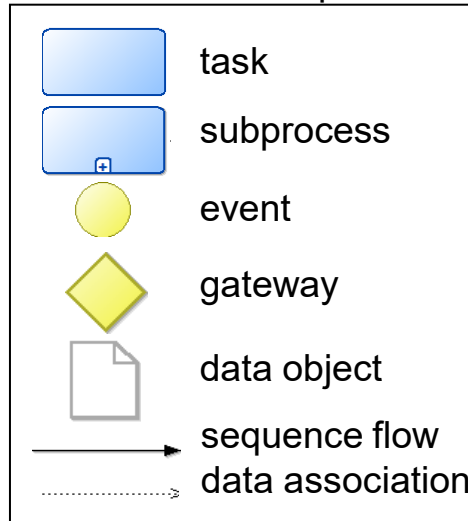 task
subprocess
event
gateway
data object
sequence flow
data association